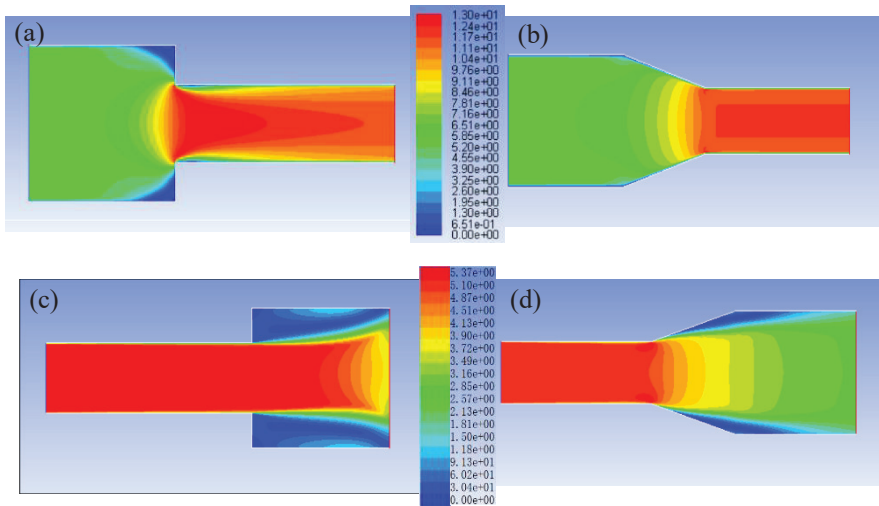 (a)
(b)
1.30e+01
1.24e+01
1.17e+01
1.11e+01
1.04e+01
9.76e+00
9.11e+00
8.46e+00
7.81e+00
7.16e+00
6.51e+00
5.85e+00
5.20e+00
4.55e+00
3.90e+00
3.25e+00
2.60e+00
1.95e+00
1.30e+00
6.51e-01
0.00e+00
(c)
(d)
5.37e+00
5.10e+00
4.87e+00
4.51e+00
4.13e+00
3.90e+00
3.72e+00
3.49e+00
3.16e+00
2.85e+00
2.57e+00
2.13e+00
1.81e+00
1.50e+00
1.18e+00
9.13e+01
6.02e+01
3.04e+01
0.00e+00